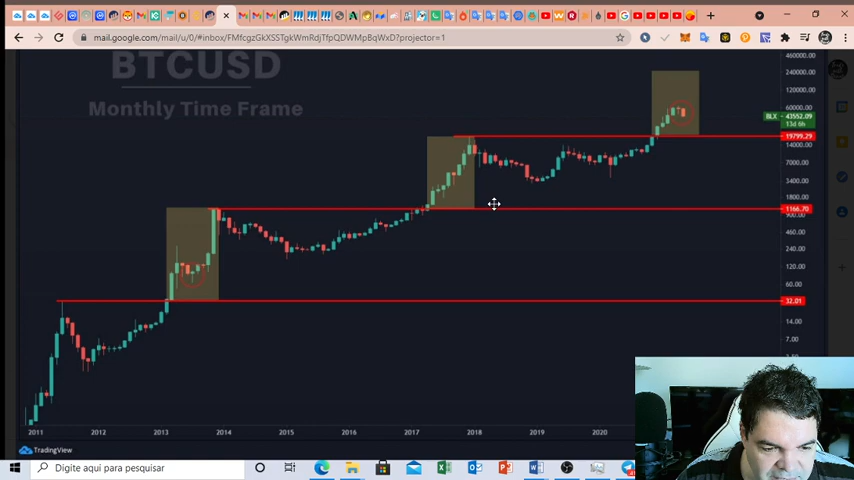 mail.google.com/mail/u/0/#inbox/FMfcgzGkXSSTgkWmRdjTfpQDWMpBqWxD?projector=1
BTCUSD
Monthly Time Frame
460000.00
240000.00
120000.00
60000.00
BLX
43552.09
13d 6h
19799.29
14000.00
7000.00
3400.00
1800.00
1166.70
900.00
460.00
240.00
120.00
60.00
32.01
14.00
7.00
2011 2012 2013 2014 2015 2016 2017 2018 2019 2020
TradingView
Digite aqui para pesquisar